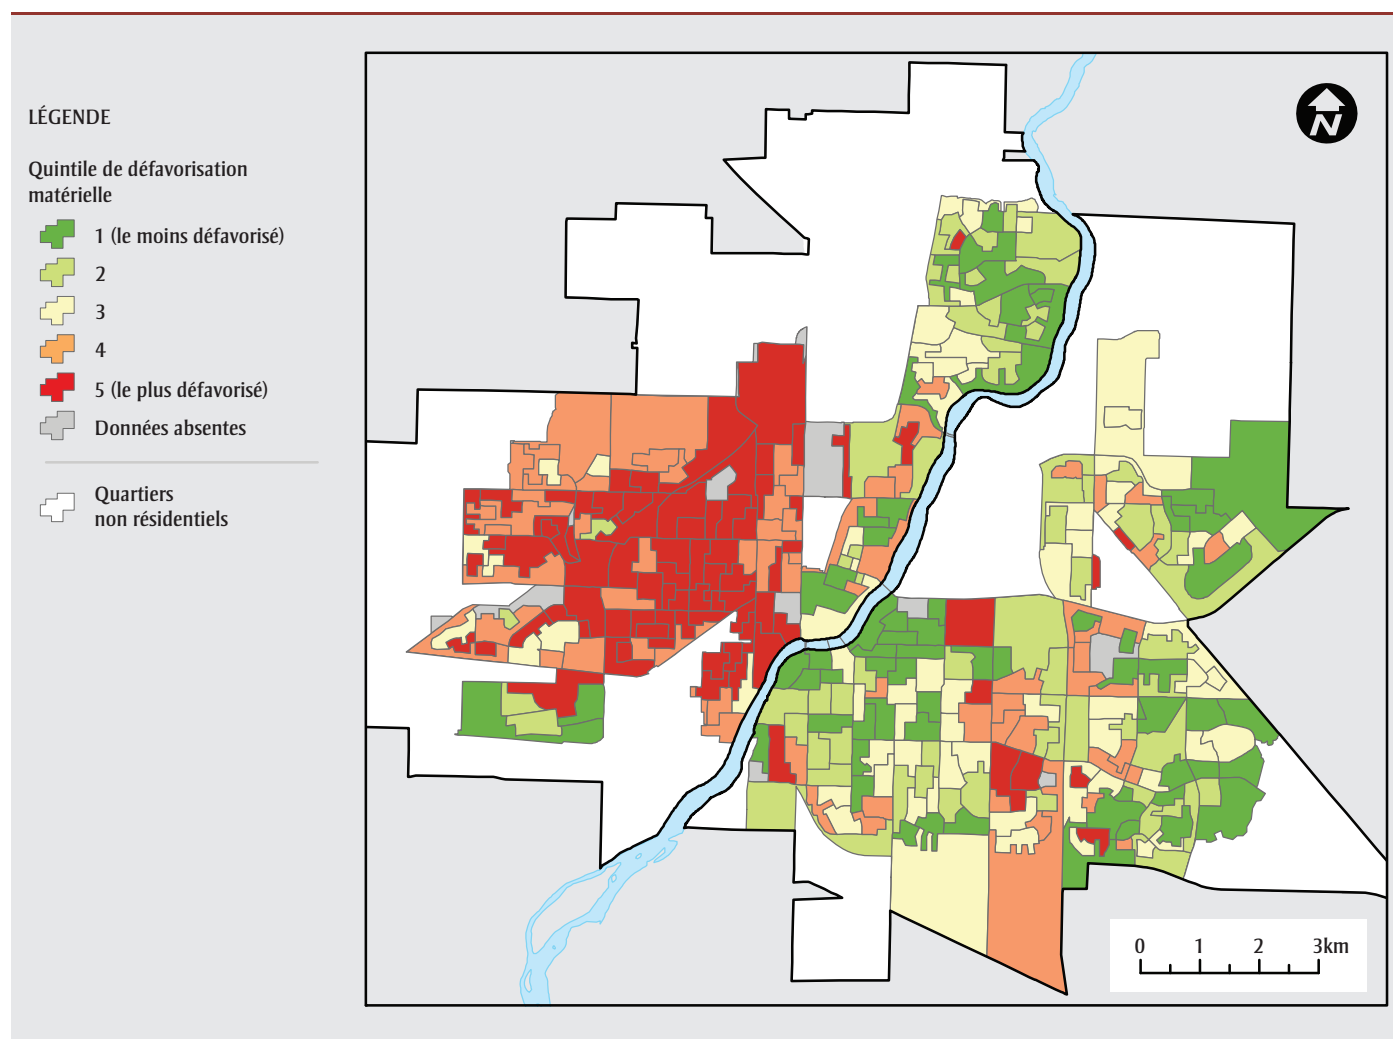 LÉGENDE
Quintile de défavorisation
matérielle
1 (le moins défavorisé)
2
3
4
5 (le plus défavorisé)
Données absentes
Quartiers
non résidentiels
N
0 1 2 3km